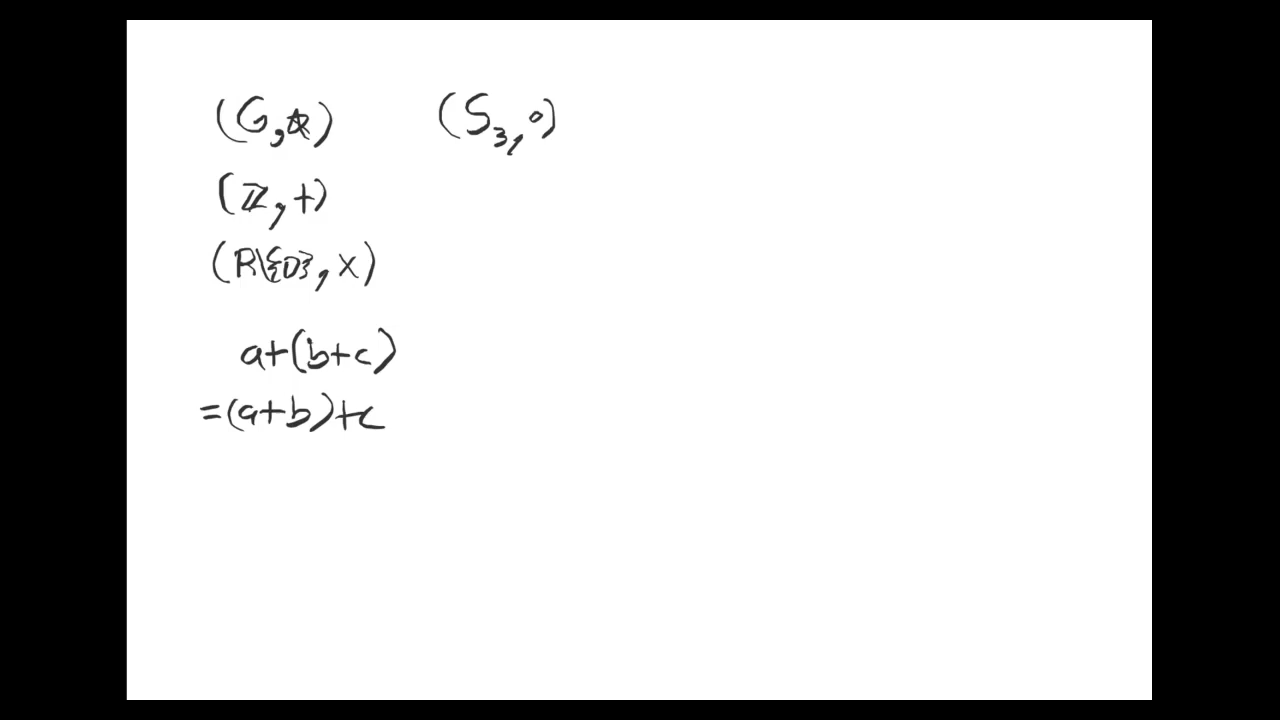 (G,☆) (S₃,∘)
(ℤ,+)
(R\{0},×)
a+(b+c)
=(a+b)+c